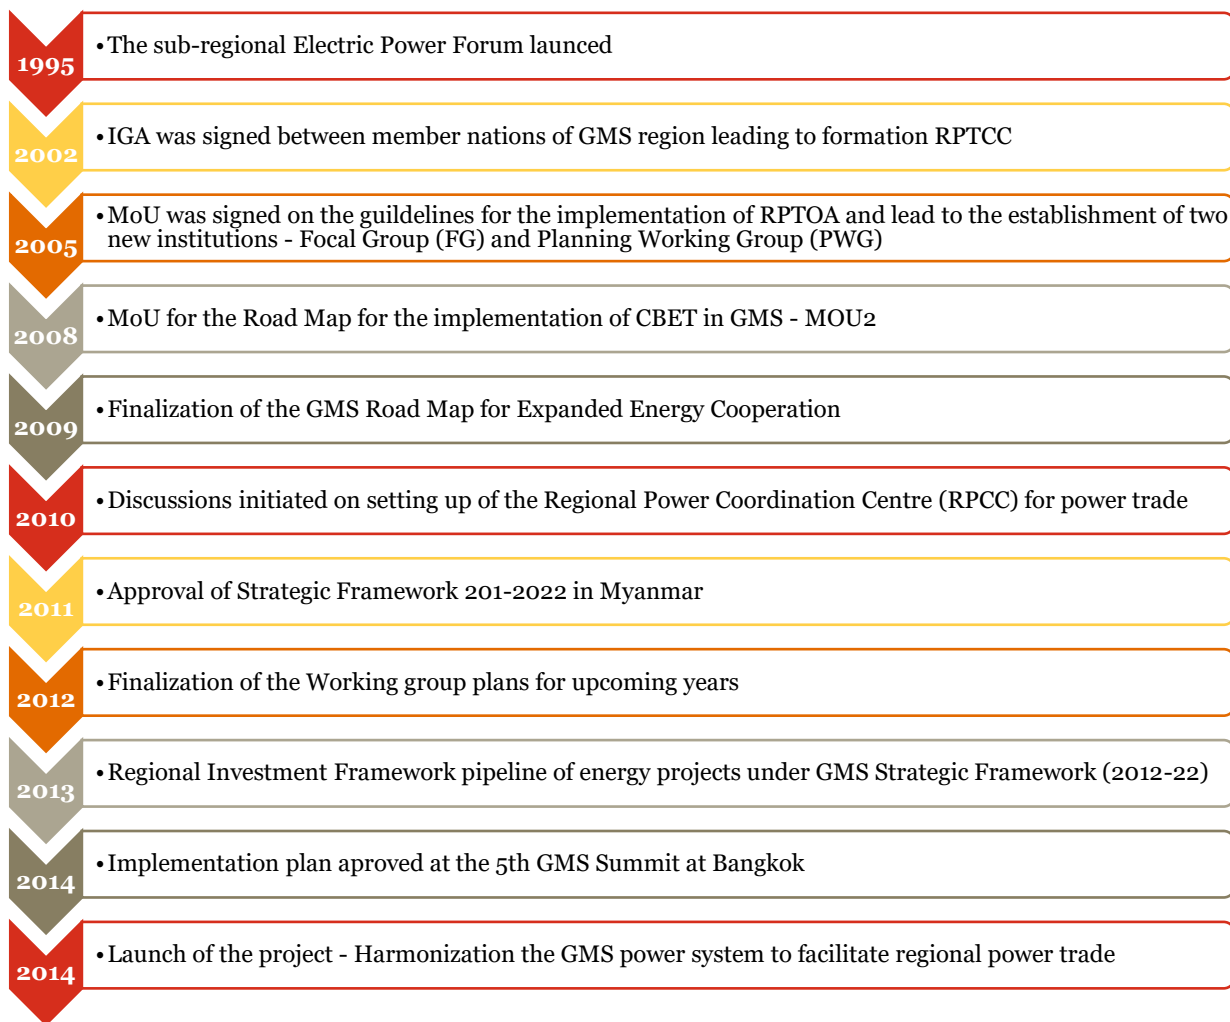 1995
•The sub-regional Electric Power Forum launced
2002
•IGA was signed between member nations of GMS region leading to formation RPTCC
2005
•MoU was signed on the guildelines for the implementation of RPTOA and lead to the establishment of two
new institutions - Focal Group (FG) and Planning Working Group (PWG)
2008
•MoU for the Road Map for the implementation of CBET in GMS - MOU2
2009
•Finalization of the GMS Road Map for Expanded Energy Cooperation
2010
•Discussions initiated on setting up of the Regional Power Coordination Centre (RPCC) for power trade
2011
•Approval of Strategic Framework 201-2022 in Myanmar
2012
•Finalization of the Working group plans for upcoming years
2013
•Regional Investment Framework pipeline of energy projects under GMS Strategic Framework (2012-22)
2014
•Implementation plan aproved at the 5th GMS Summit at Bangkok
2014
•Launch of the project - Harmonization the GMS power system to facilitate regional power trade